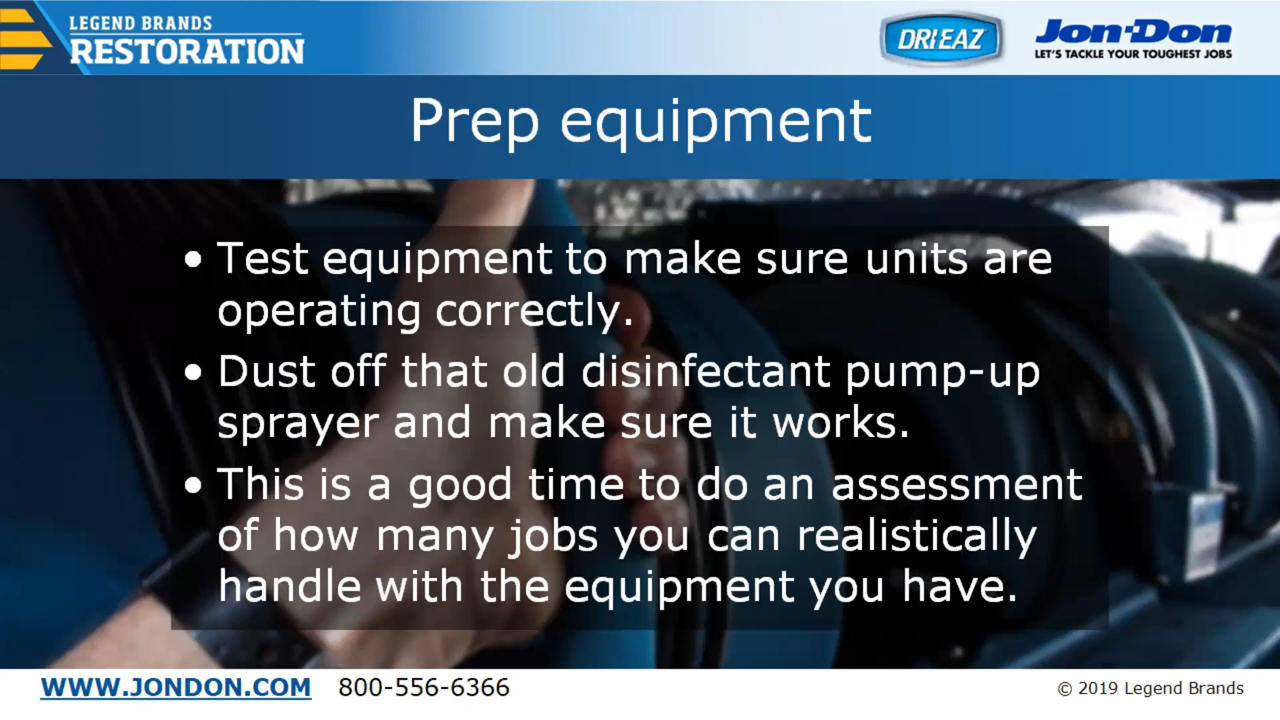 LEGEND BRANDS
RESTORATION
DRIEAZ
Jon-Don
LET'S TACKLE YOUR TOUGHEST JOBS
Prep equipment
• Test equipment to make sure units are
operating correctly.
• Dust off that old disinfectant pump-up
sprayer and make sure it works.
• This is a good time to do an assessment
of how many jobs you can realistically
handle with the equipment you have.
WWW.JONDON.COM 800-556-6366
© 2019 Legend Brands